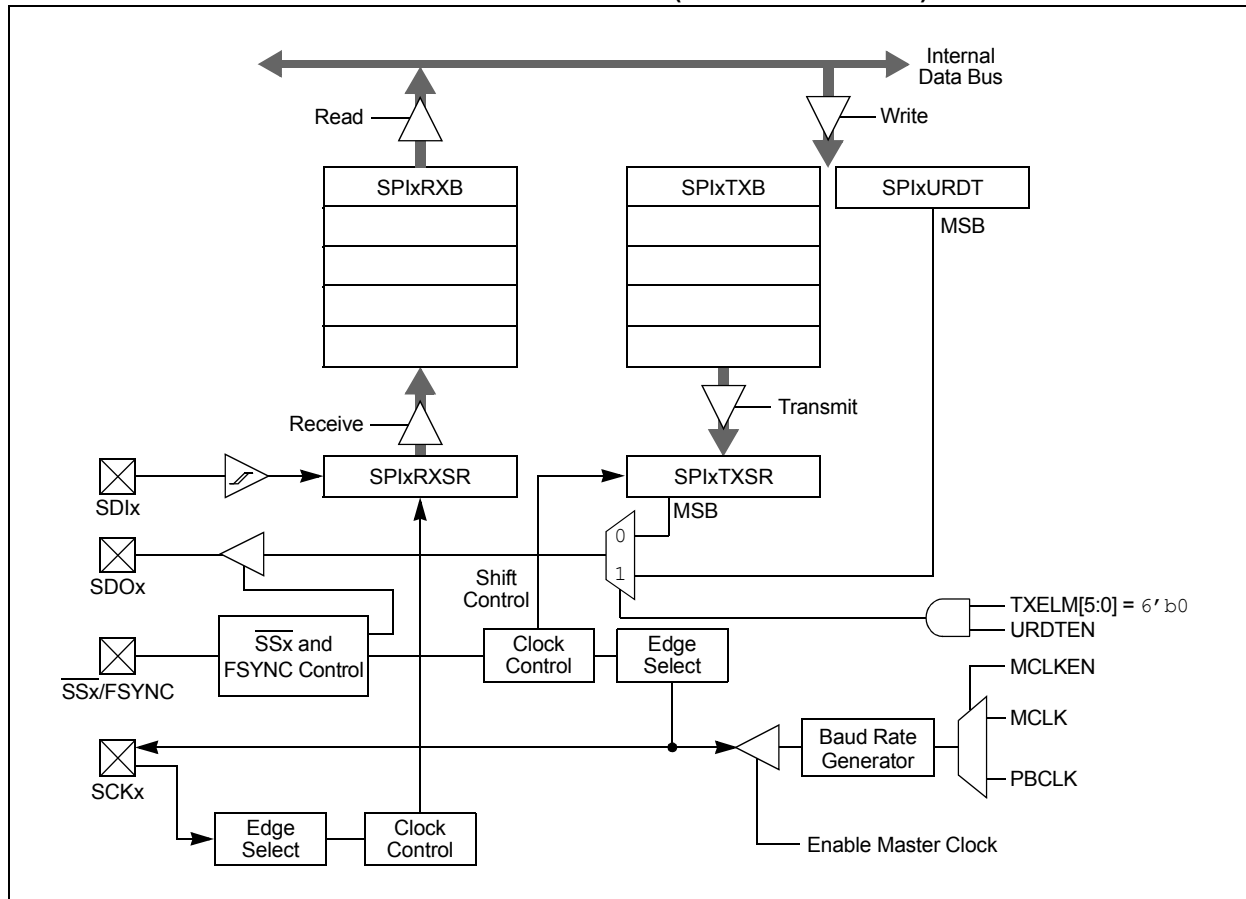 Internal
Data Bus
Read
Write
SPIxRXB
SPIxTXB
SPIxURDT
MSB
Receive
Transmit
SPIxRXSR
SPIxTXSR
SDIx
MSB
0
1
SDOx
Shift
Control
TXELM[5:0] = 6'b0
URDTEN
SSx and
FSYNC Control
Clock
Control
Edge
Select
SSx/FSYNC
MCLKEN
MCLK
Baud Rate
Generator
PBCLK
SCKx
Edge
Select
Clock
Control
Enable Master Clock